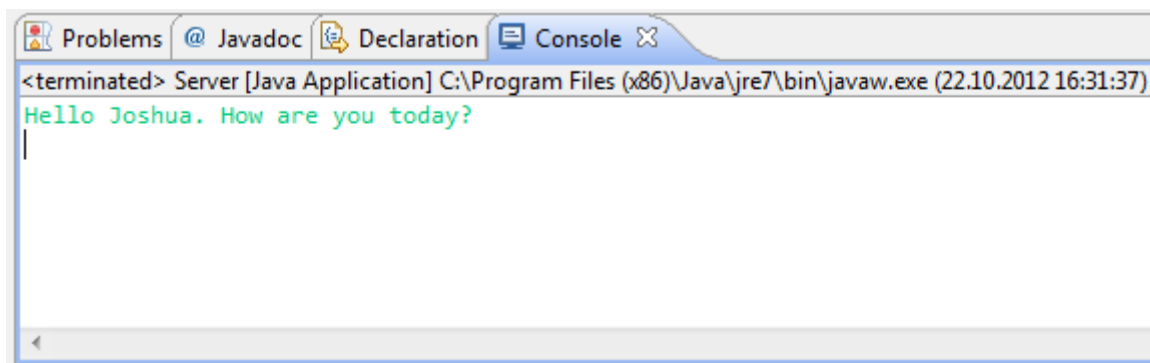 Problems @ Javadoc Declaration Console
<terminated> Server [Java Application] C:\Program Files (x86)\Java\jre7\bin\javaw.exe (22.10.2012 16:31:37)
Hello Joshua. How are you today?